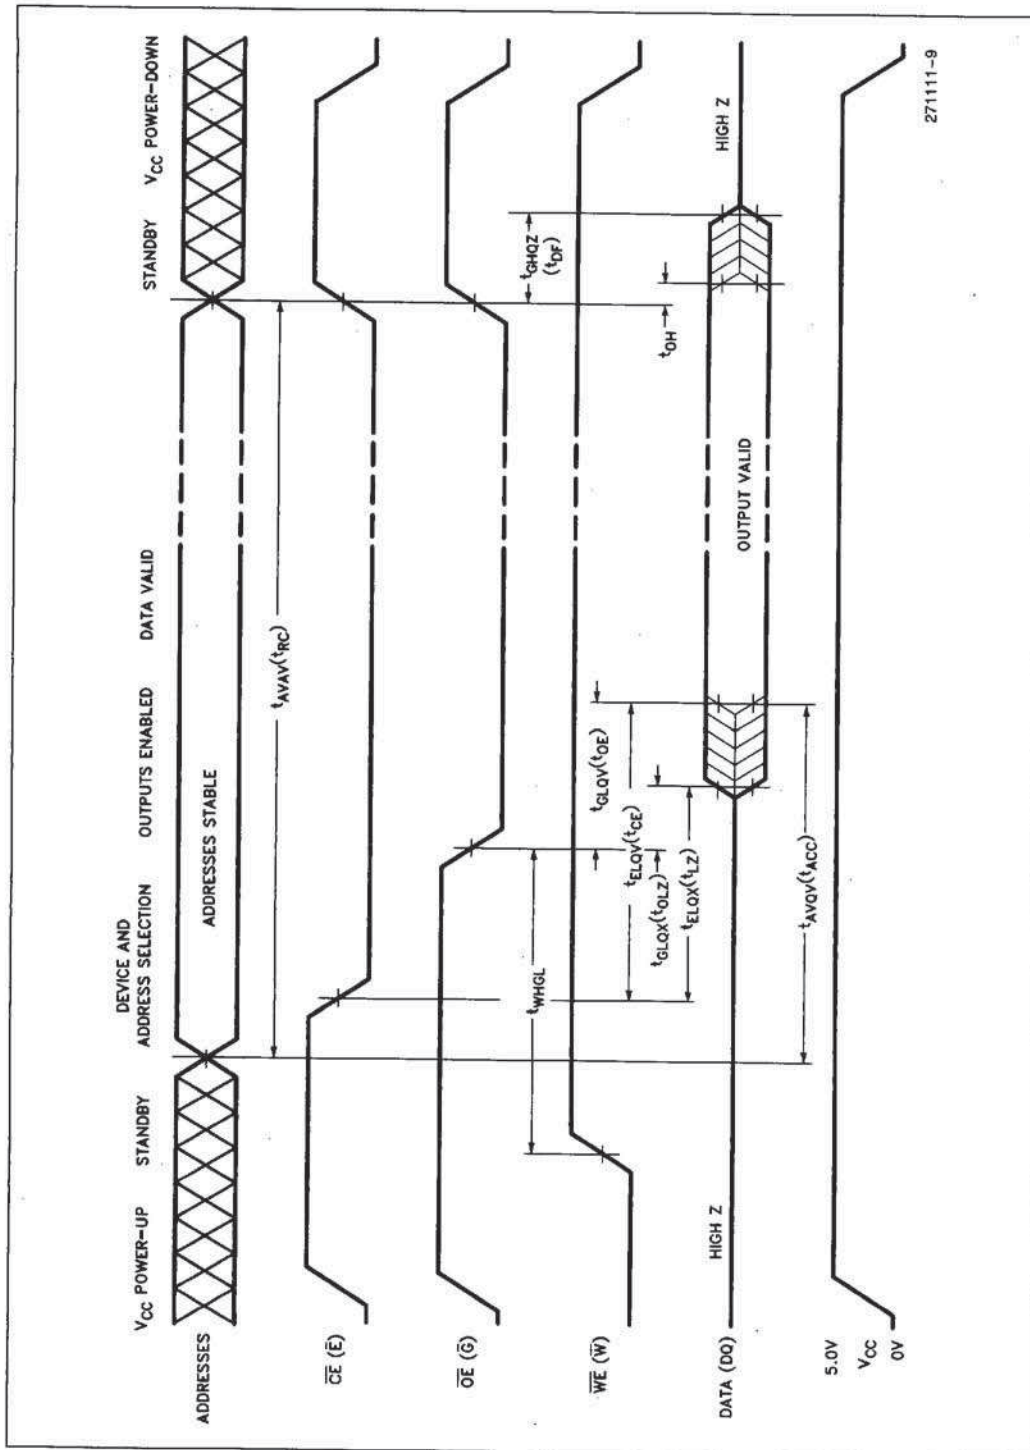 VCC POWER-UP STANDBY DEVICE AND ADDRESS SELECTION OUTPUTS ENABLED DATA VALID STANDBY VCC POWER-DOWN
ADDRESSES
ADDRESSES STABLE
tAVAV(tRC)
CE (E)
OE (G)
tWHGL
tGHQZ
(tDF)
WE (W)
tGLQV(tOE)
tELQV(tCE)
tGLQX(tOLZ)
tELQX(tLZ)
tOH
DATA (DQ)
HIGH Z
OUTPUT VALID
HIGH Z
tAVQV(tACC)
5.0V
VCC
0V
271111-9